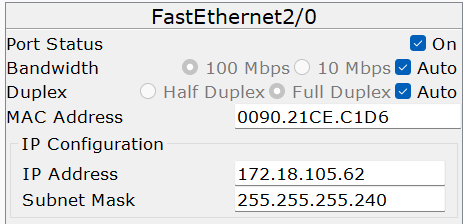 FastEthernet2/0
Port Status On
Bandwidth 100 Mbps 10 Mbps Auto
Duplex Half Duplex Full Duplex Auto
MAC Address 0090.21CE.C1D6
IP Configuration
IP Address 172.18.105.62
Subnet Mask 255.255.255.240